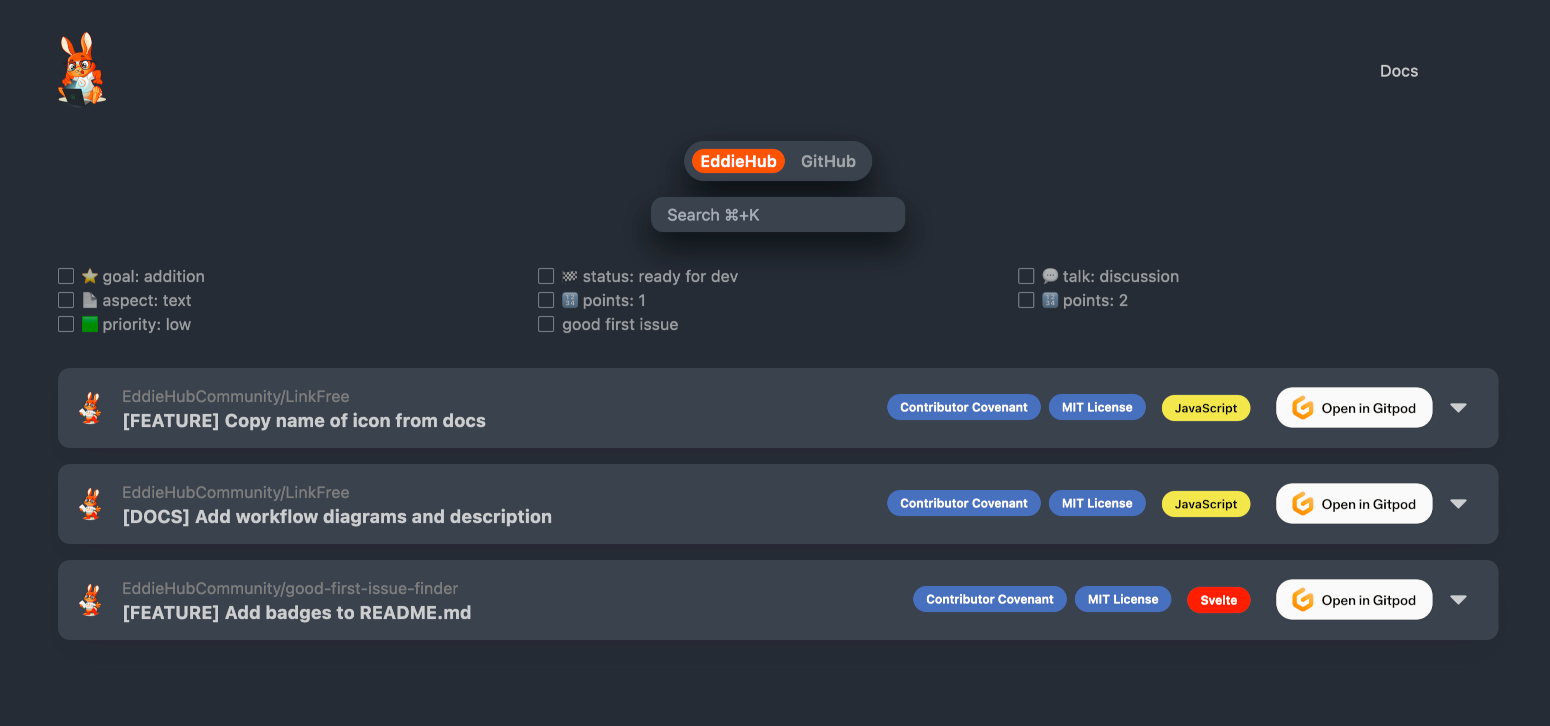 Docs
EddieHub GitHub
Search ⌘+K
goal: addition
aspect: text
priority: low
status: ready for dev
points: 1
good first issue
talk: discussion
points: 2
EddieHubCommunity/LinkFree
[FEATURE] Copy name of icon from docs
Contributor Covenant MIT License JavaScript Open in Gitpod
EddieHubCommunity/LinkFree
[DOCS] Add workflow diagrams and description
Contributor Covenant MIT License JavaScript Open in Gitpod
EddieHubCommunity/good-first-issue-finder
[FEATURE] Add badges to README.md
Contributor Covenant MIT License Svelte Open in Gitpod